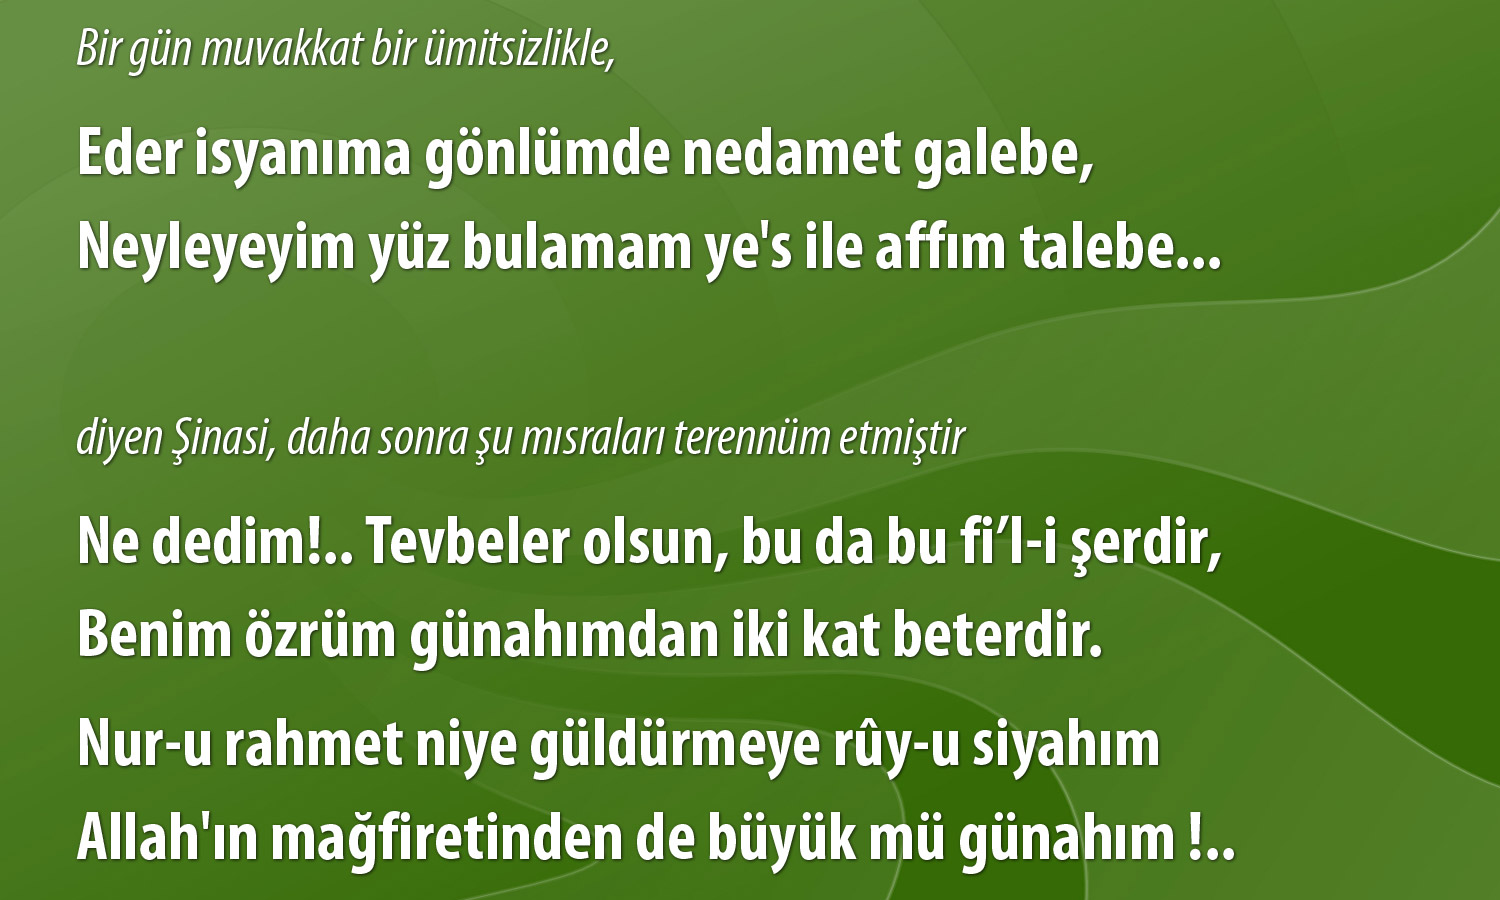 Bir gün muvakkat bir ümitsizlikle,
Eder isyanıma gönlümde nedamet galebe,
Neyleyeyim yüz bulamam ye's ile affım talebe...
diyen Şinasi, daha sonra şu mısraları terennüm etmiştir
Ne dedim!.. Tevbeler olsun, bu da bu fi’l-i şerdir,
Benim özrüm günahımdan iki kat beterdir.
Nur-u rahmet niye güldürmeye rûy-u siyahım
Allah'ın mağfiretinden de büyük mü günahım !..